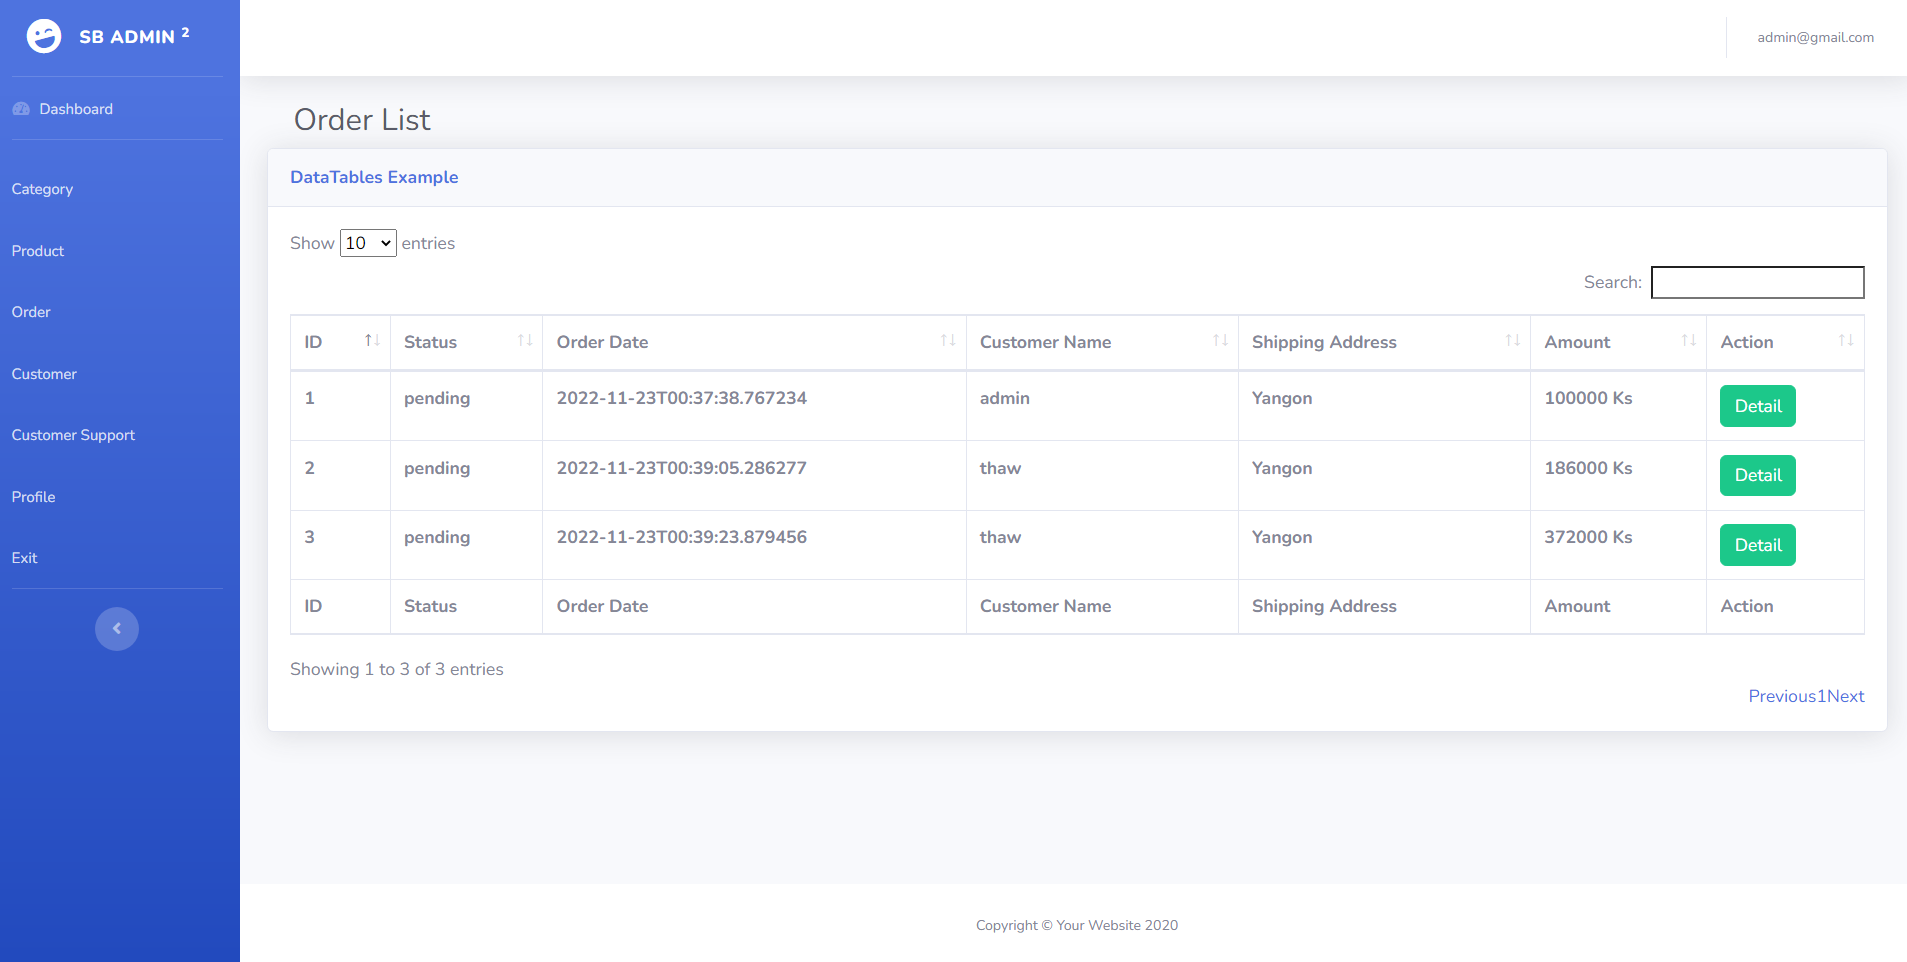 SB ADMIN 2
admin@gmail.com
Dashboard
Category
Product
Order
Customer
Customer Support
Profile
Exit
Order List
DataTables Example
Show 10 entries
Search:
ID Status Order Date Customer Name Shipping Address Amount Action
1 pending 2022-11-23T00:37:38.767234 admin Yangon 100000 Ks Detail
2 pending 2022-11-23T00:39:05.286277 thaw Yangon 186000 Ks Detail
3 pending 2022-11-23T00:39:23.879456 thaw Yangon 372000 Ks Detail
ID Status Order Date Customer Name Shipping Address Amount Action
Showing 1 to 3 of 3 entries
Previous1Next
Copyright © Your Website 2020